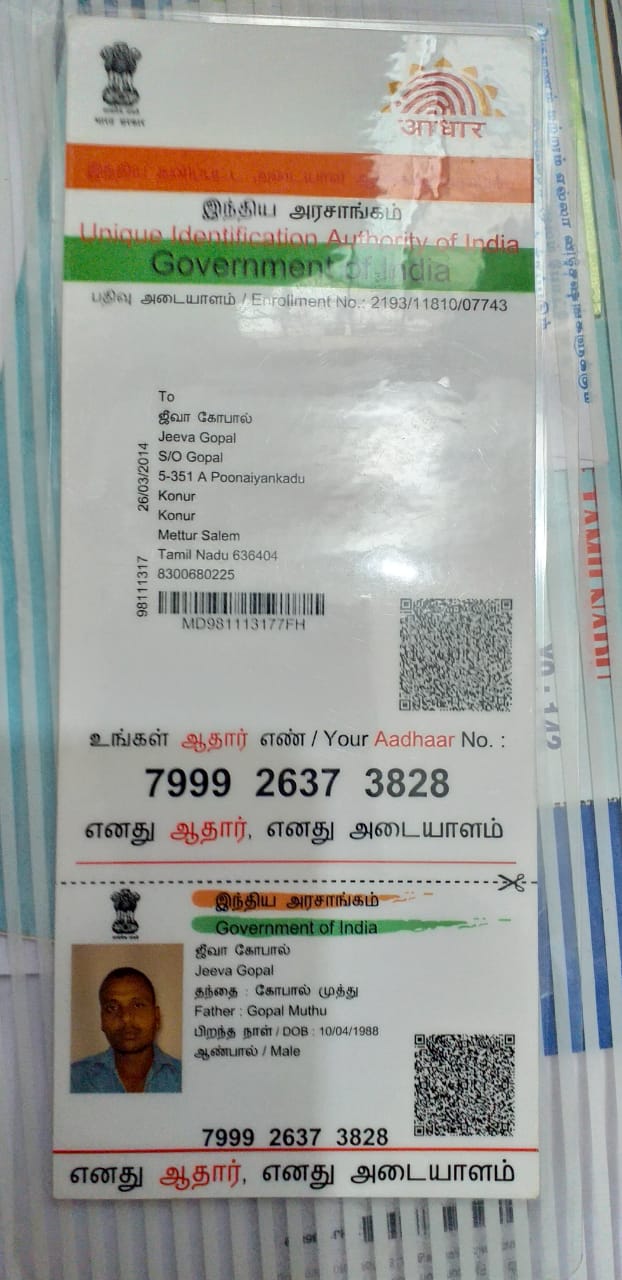 भारत सरकार
आधार
இந்திய அரசாங்கம்
Unique Identification Authority of India
Government of India
பதிவு அடையாளம் / Enrollment No.: 2193/11810/07743
To
ஜீவா கோபால்
Jeeva Gopal
S/O Gopal
5-351 A Poonaiyankadu
Konur
Konur
Mettur Salem
Tamil Nadu 636404
8300680225
26/03/2014
98111317
MD981113177FH
உங்கள் ஆதார் எண் / Your Aadhaar No. :
7999 2637 3828
எனது ஆதார், எனது அடையாளம்
இந்திய அரசாங்கம்
Government of India
ஜீவா கோபால்
Jeeva Gopal
தந்தை : கோபால் முத்து
Father : Gopal Muthu
பிறந்த நாள் / DOB : 10/04/1988
ஆண்பால் / Male
7999 2637 3828
எனது ஆதார், எனது அடையாளம்